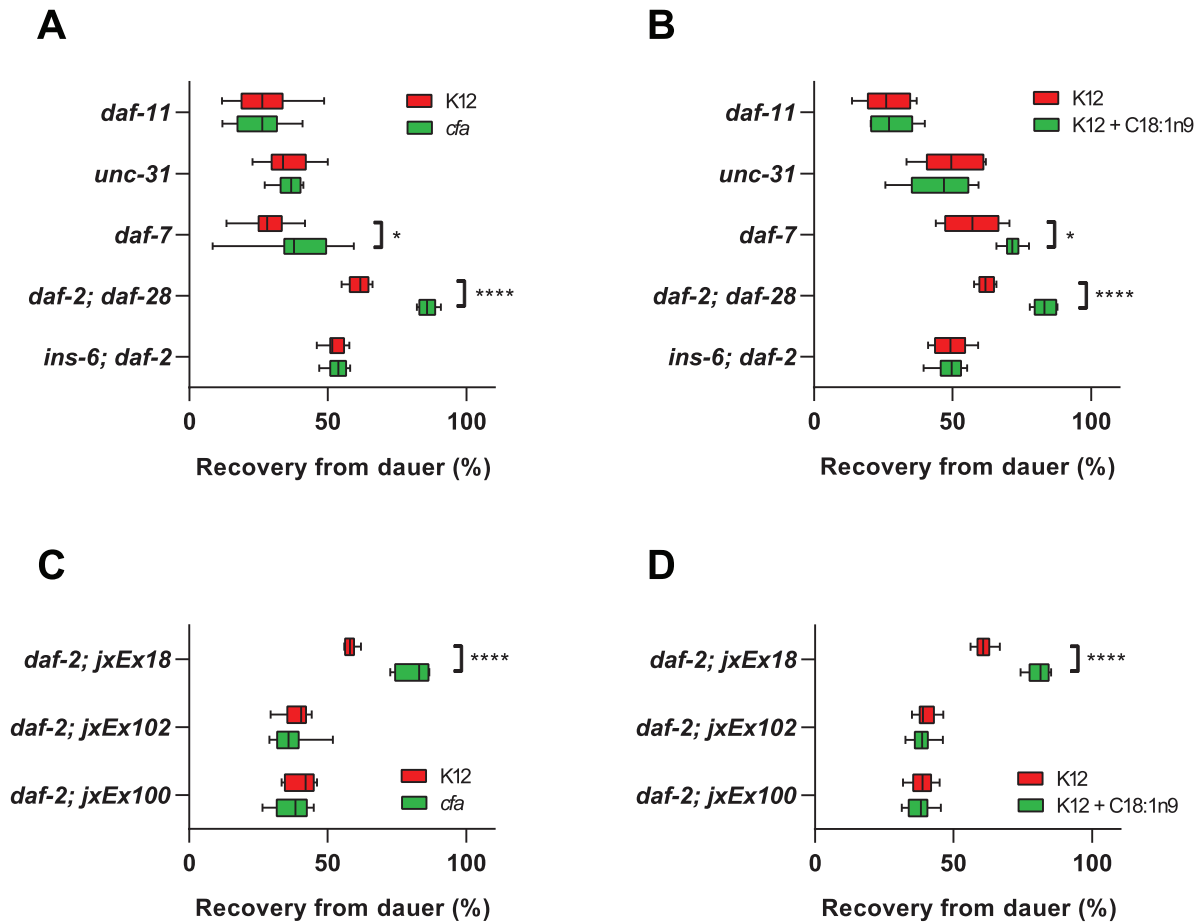 A
daf-11
unc-31
daf-7
daf-2; daf-28
ins-6; daf-2
K12
cfa
*
****
0 50 100
Recovery from dauer (%)
B
daf-11
unc-31
daf-7
daf-2; daf-28
ins-6; daf-2
K12
K12 + C18:1n9
*
****
0 50 100
Recovery from dauer (%)
C
daf-2; jxEx18
daf-2; jxEx102
daf-2; jxEx100
****
K12
cfa
0 50 100
Recovery from dauer (%)
D
daf-2; jxEx18
daf-2; jxEx102
daf-2; jxEx100
****
K12
K12 + C18:1n9
0 50 100
Recovery from dauer (%)